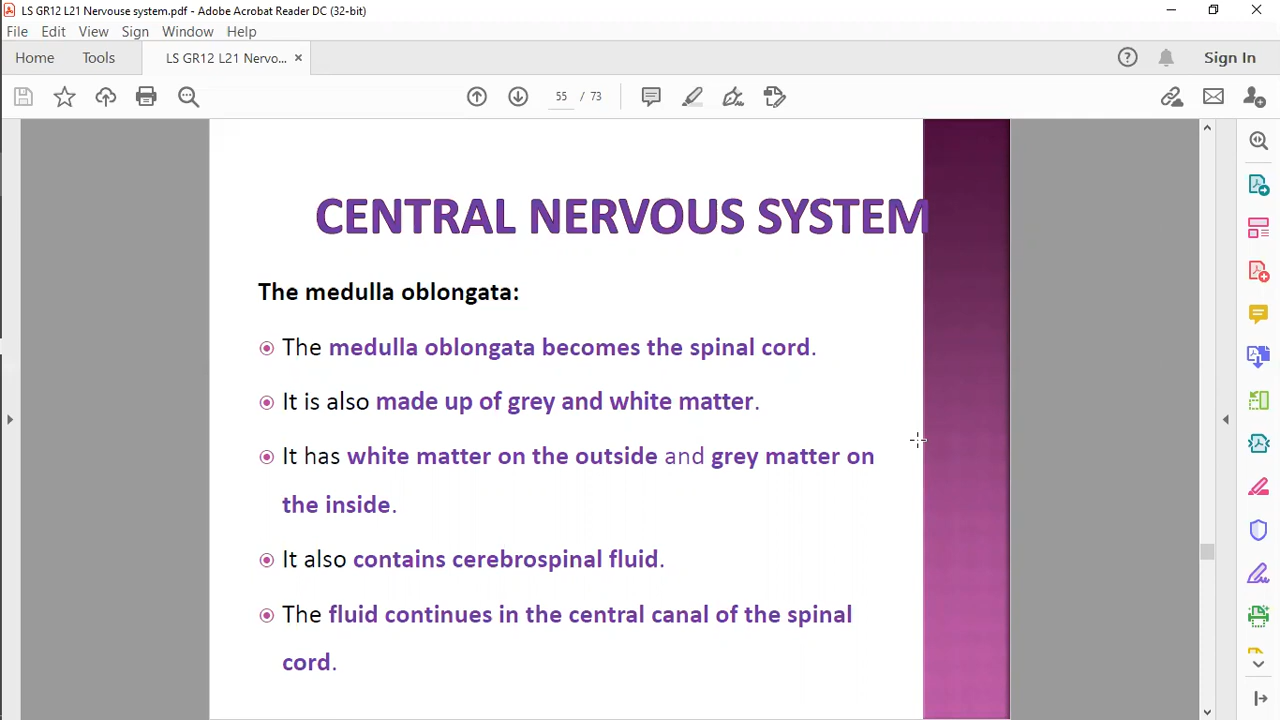 LS GR12 L21 Nervouse system.pdf - Adobe Acrobat Reader DC (32-bit)
File Edit View Sign Window Help
Home Tools LS GR12 L21 Nervo... × Sign In
55 / 73
CENTRAL NERVOUS SYSTEM
The medulla oblongata:
The medulla oblongata becomes the spinal cord.
It is also made up of grey and white matter.
It has white matter on the outside and grey matter on
the inside.
It also contains cerebrospinal fluid.
The fluid continues in the central canal of the spinal
cord.